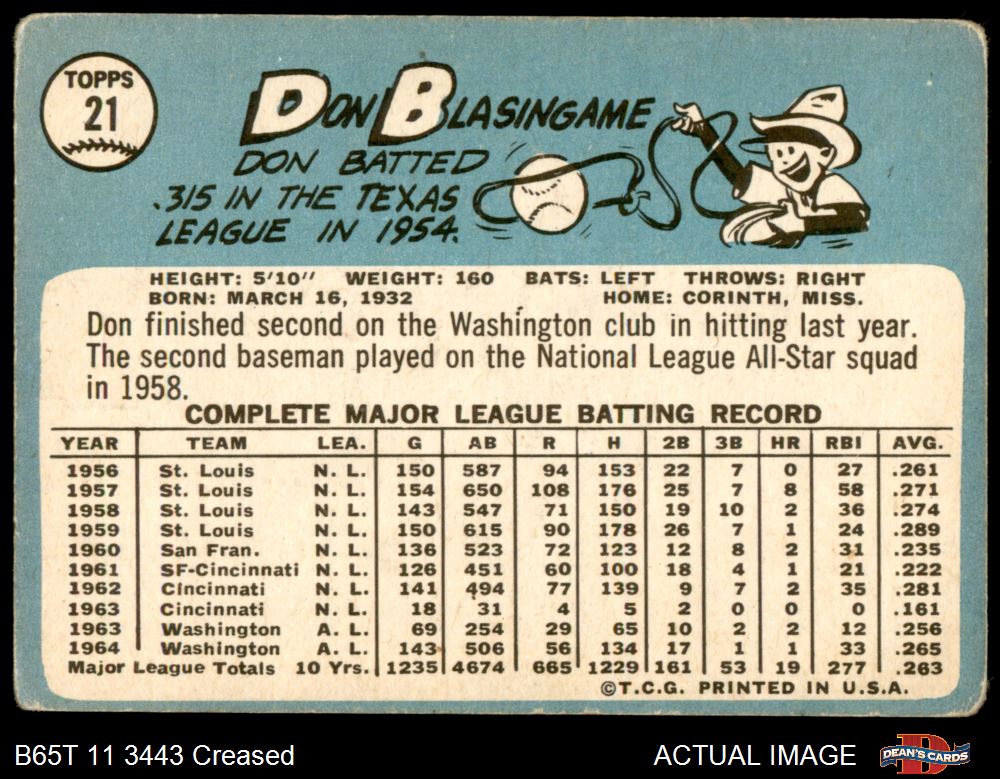 TOPPS
21
DON BLASINGAME
DON BATTED
.315 IN THE TEXAS
LEAGUE IN 1954.
HEIGHT: 5'10" WEIGHT: 160 BATS: LEFT THROWS: RIGHT
BORN: MARCH 16, 1932 HOME: CORINTH, MISS.
Don finished second on the Washington club in hitting last year.
The second baseman played on the National League All-Star squad
in 1958.
COMPLETE MAJOR LEAGUE BATTING RECORD
YEAR TEAM LEA. G AB R H 2B 3B HR RBI AVG.
1956 St. Louis N. L. 150 587 94 153 22 7 0 27 .261
1957 St. Louis N. L. 154 650 108 176 25 7 8 58 .271
1958 St. Louis N. L. 143 547 71 150 19 10 2 36 .274
1959 St. Louis N. L. 150 615 90 178 26 7 1 24 .289
1960 San Fran. N. L. 136 523 72 123 12 8 2 31 .235
1961 SF-Cincinnati N. L. 126 451 60 100 18 4 1 21 .222
1962 Cincinnati N. L. 141 494 77 139 9 7 2 35 .281
1963 Cincinnati N. L. 18 31 4 5 2 0 0 0 .161
1963 Washington A. L. 69 254 29 65 10 2 2 12 .256
1964 Washington A. L. 143 506 56 134 17 1 1 33 .265
Major League Totals 10 Yrs. 1235 4674 665 1229 161 53 19 277 .263
©T.C.G. PRINTED IN U.S.A.
B65T 11 3443 Creased ACTUAL IMAGE
D
DEAN'S CARDS